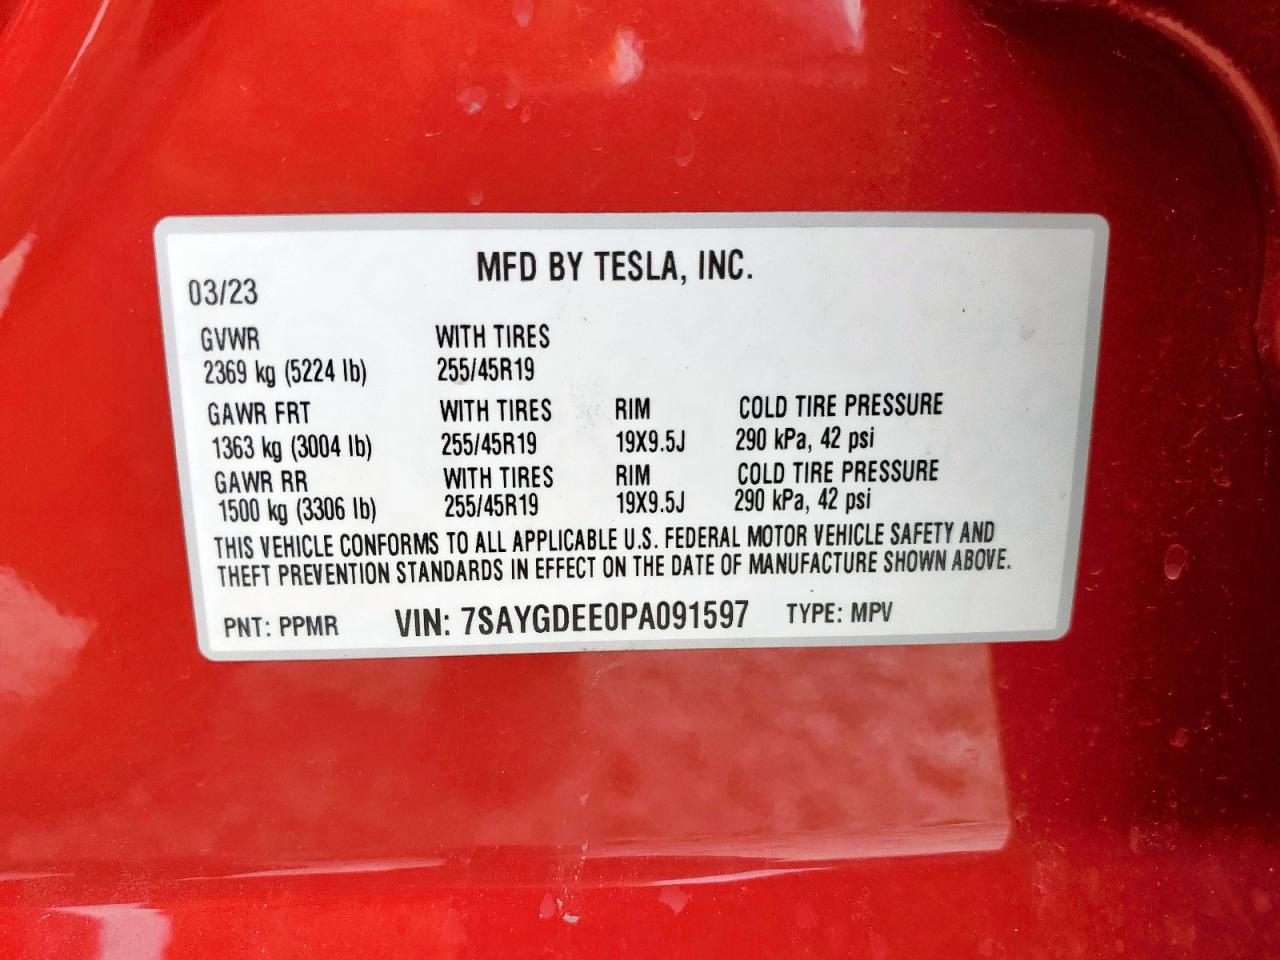 MFD BY TESLA, INC.
03/23
GVWR WITH TIRES
2369 kg (5224 lb) 255/45R19
GAWR FRT WITH TIRES RIM COLD TIRE PRESSURE
1363 kg (3004 lb) 255/45R19 19X9.5J 290 kPa, 42 psi
GAWR RR WITH TIRES RIM COLD TIRE PRESSURE
1500 kg (3306 lb) 255/45R19 19X9.5J 290 kPa, 42 psi
THIS VEHICLE CONFORMS TO ALL APPLICABLE U.S. FEDERAL MOTOR VEHICLE SAFETY AND
THEFT PREVENTION STANDARDS IN EFFECT ON THE DATE OF MANUFACTURE SHOWN ABOVE.
PNT: PPMR VIN: 7SAYGDEE0PA091597 TYPE: MPV